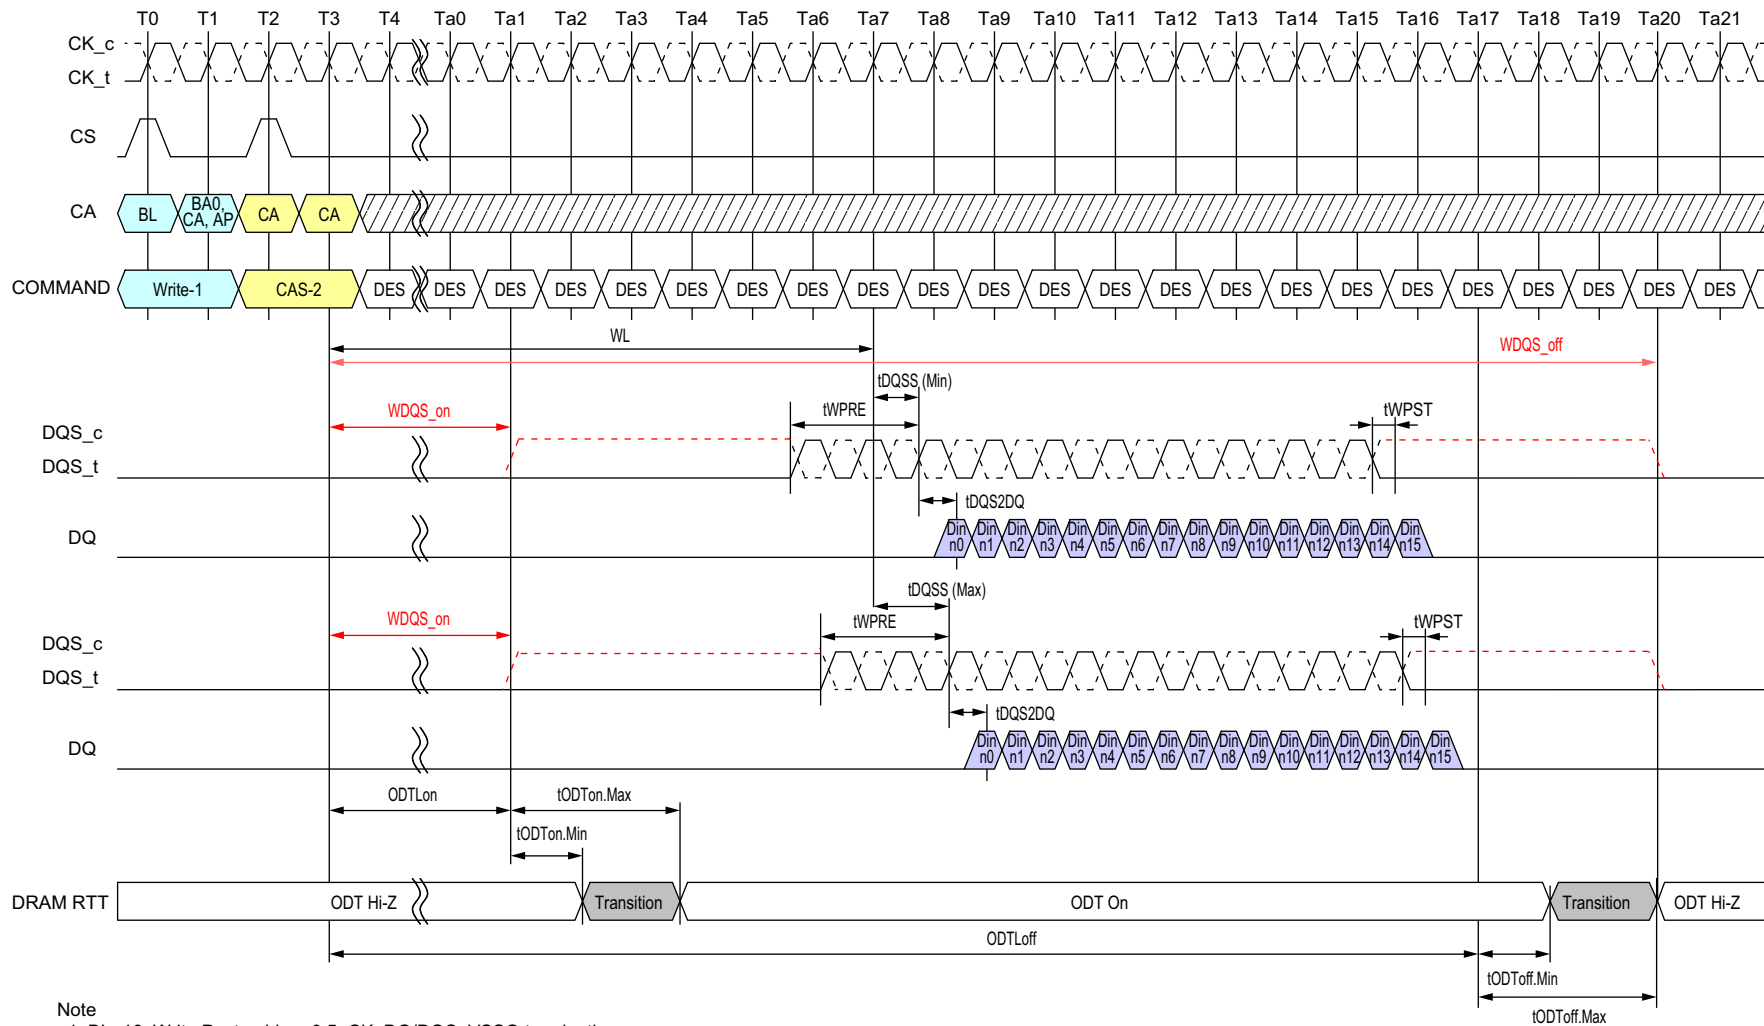 T0 T1 T2 T3 T4 Ta0 Ta1 Ta2 Ta3 Ta4 Ta5 Ta6 Ta7 Ta8 Ta9 Ta10 Ta11 Ta12 Ta13 Ta14 Ta15 Ta16 Ta17 Ta18 Ta19 Ta20 Ta21
CK_c
CK_t
CS
CA BL BA0, CA, AP CA CA
COMMAND Write-1 CAS-2 DES DES DES DES DES DES DES DES DES DES DES DES DES DES DES DES DES DES DES DES DES DES DES
WL
WDQS_off
tDQSS (Min)
WDQS_on tWPRE tWPST
DQS_c
DQS_t
tDQS2DQ
DQ Din n0 Din n1 Din n2 Din n3 Din n4 Din n5 Din n6 Din n7 Din n8 Din n9 Din n10 Din n11 Din n12 Din n13 Din n14 Din n15
tDQSS (Max)
WDQS_on tWPRE tWPST
DQS_c
DQS_t
tDQS2DQ
DQ Din n0 Din n1 Din n2 Din n3 Din n4 Din n5 Din n6 Din n7 Din n8 Din n9 Din n10 Din n11 Din n12 Din n13 Din n14 Din n15
ODTLon tODTon.Max
tODTon.Min
DRAM RTT ODT Hi-Z Transition ODT On Transition ODT Hi-Z
ODTLoff
tODToff.Min
tODToff.Max
Note